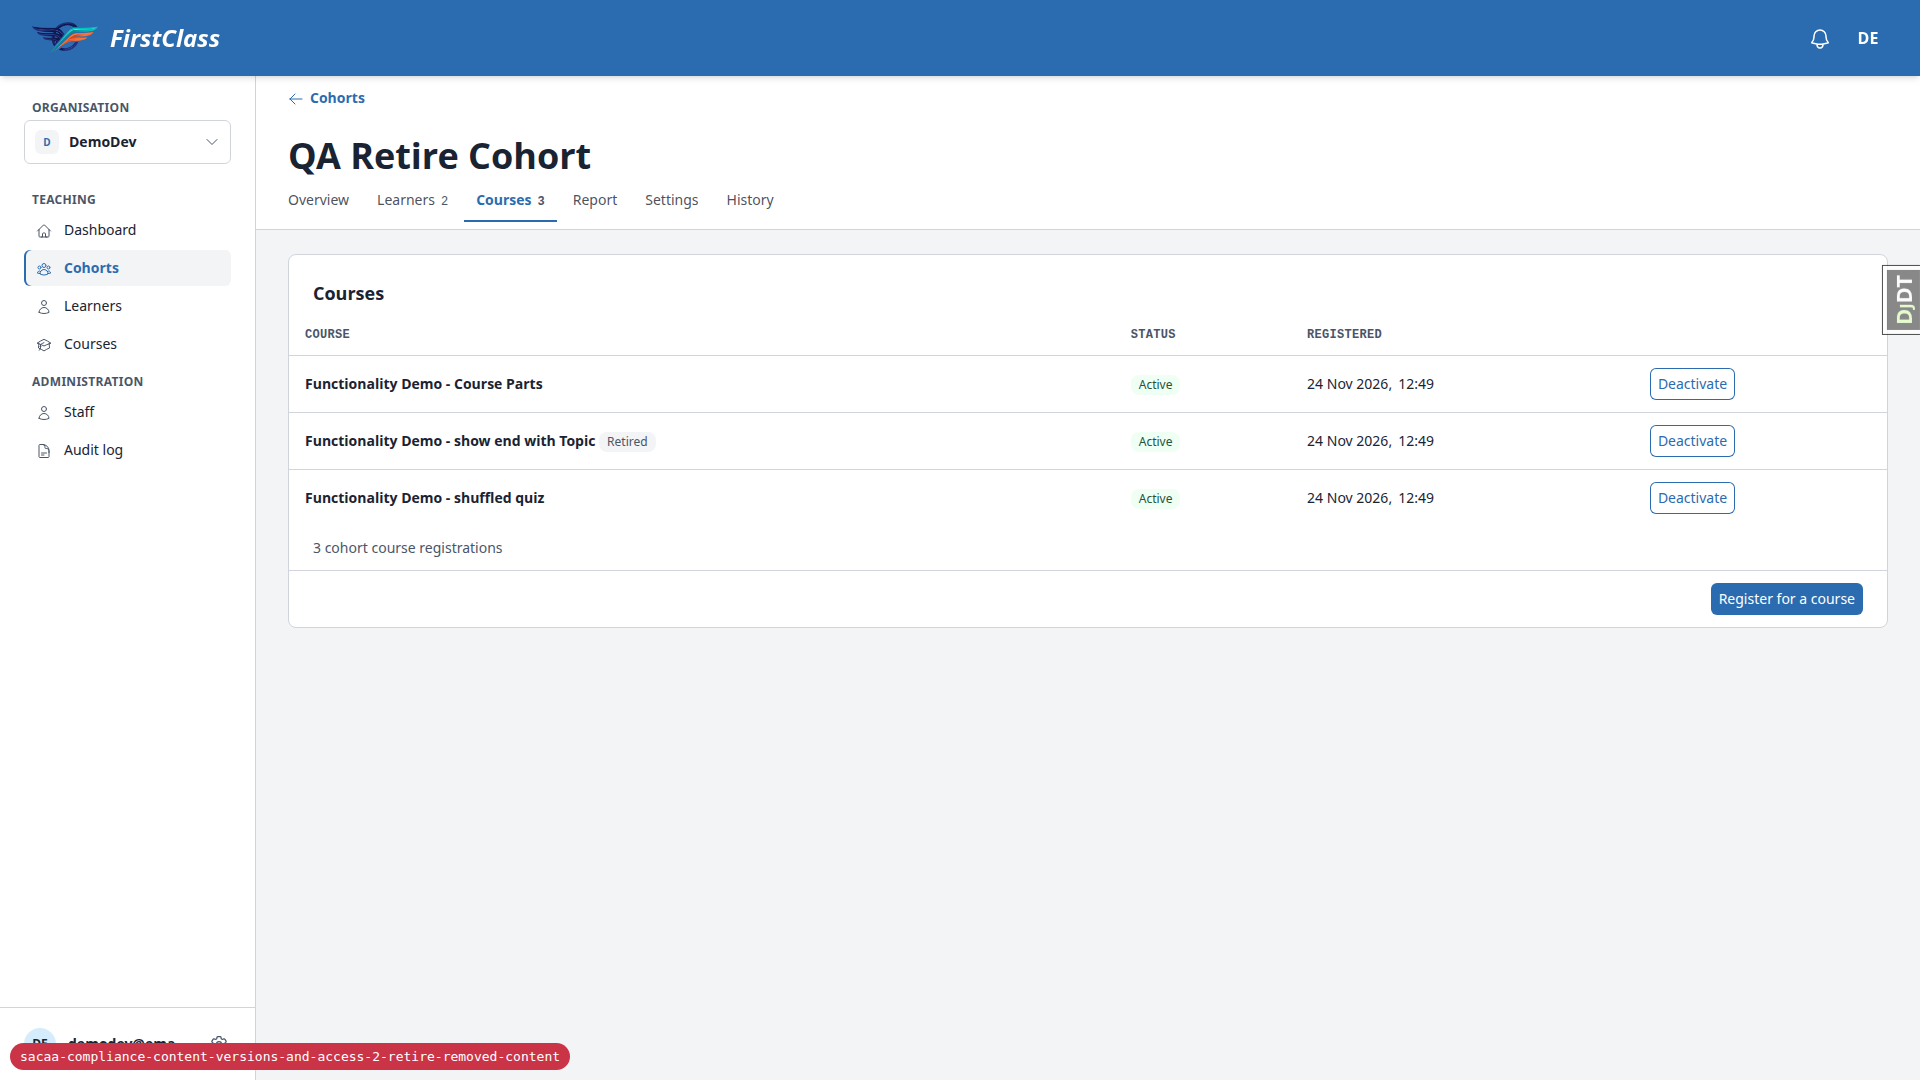 FirstClass
DE
ORGANISATION
D DemoDev
TEACHING
Dashboard
Cohorts
Learners
Courses
ADMINISTRATION
Staff
Audit log
Cohorts
QA Retire Cohort
Overview Learners 2 Courses 3 Report Settings History
Courses
COURSE STATUS REGISTERED
Functionality Demo - Course Parts Active 24 Nov 2026, 12:49 Deactivate
Functionality Demo - show end with Topic Retired Active 24 Nov 2026, 12:49 Deactivate
Functionality Demo - shuffled quiz Active 24 Nov 2026, 12:49 Deactivate
3 cohort course registrations
Register for a course
DjDT
sacaa-compliance-content-versions-and-access-2-retire-removed-content